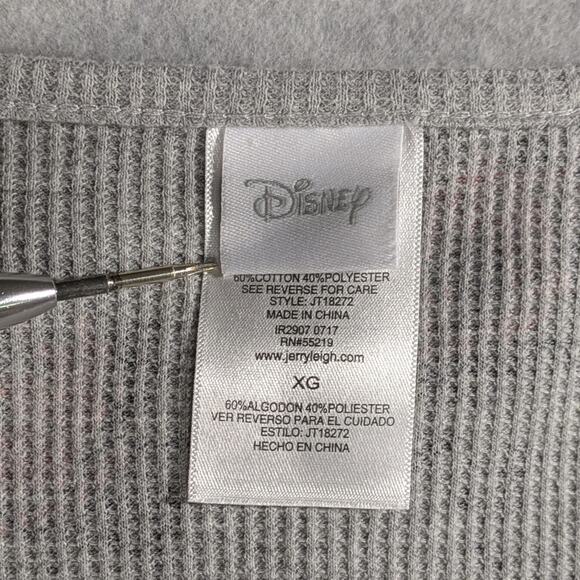 Disney
60%COTTON 40%POLYESTER
SEE REVERSE FOR CARE
STYLE: JT18272
MADE IN CHINA
IR2907 0717
RN#55219
www.jerryleigh.com
XG
60%ALGODON 40%POLIESTER
VER REVERSO PARA EL CUIDADO
ESTILO: JT18272
HECHO EN CHINA